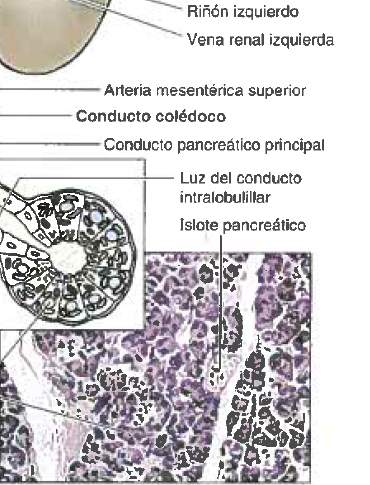 Riñón izquierdo
Vena renal izquierda
Arteria mesentérica superior
Conducto colédoco
Conducto pancreático principal
Luz del conducto
intralobulillar
Islote pancreático